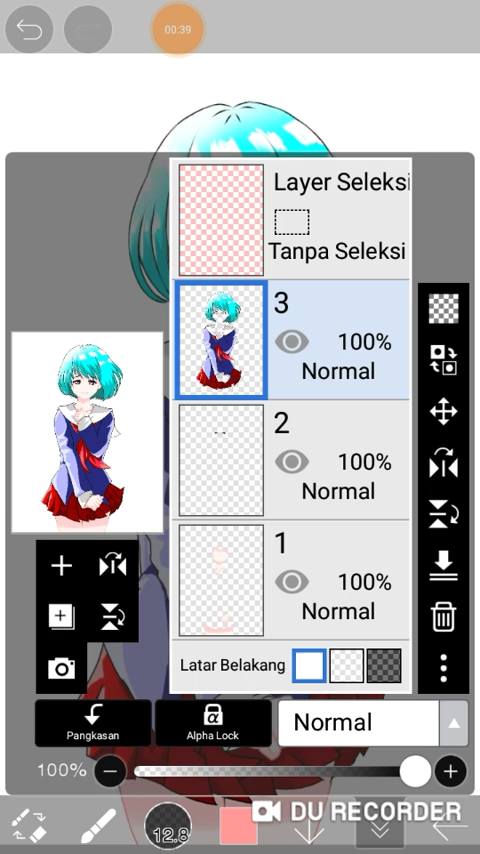 00:39
Layer Seleksi
Tanpa Seleksi
3
100%
Normal
2
100%
Normal
1
100%
Normal
Latar Belakang
Pangkasan
α
Alpha Lock
Normal
100%
12.8
DU RECORDER